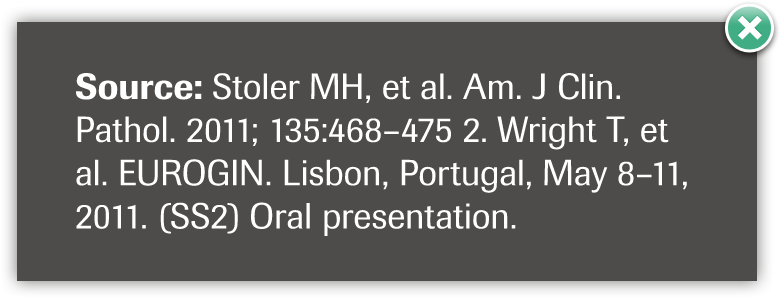 Source: Stoler MH, et al. Am. J Clin.
Pathol. 2011; 135:468–475 2. Wright T, et
al. EUROGIN. Lisbon, Portugal, May 8–11,
2011. (SS2) Oral presentation.